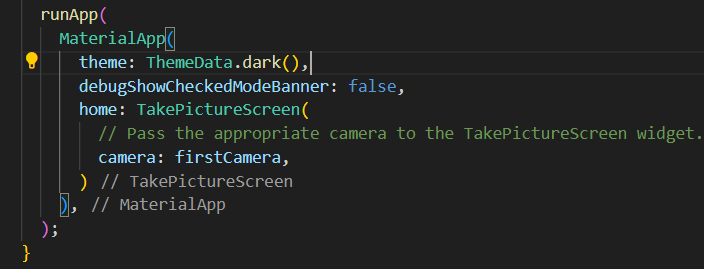 runApp(
MaterialApp(
theme: ThemeData.dark(),
debugShowCheckedModeBanner: false,
home: TakePictureScreen(
// Pass the appropriate camera to the TakePictureScreen widget.
camera: firstCamera,
) // TakePictureScreen
), // MaterialApp
);
}